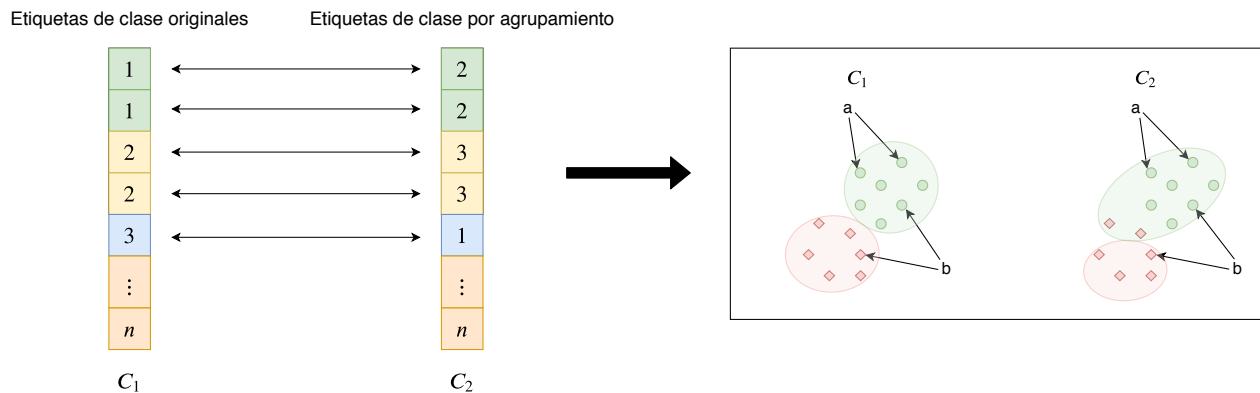 Etiquetas de clase originales
Etiquetas de clase por agrupamiento
1
2
1
2
2
3
2
3
3
1
⋮
⋮
n
n
C₁
C₂
C₁
C₂
a
a
b
b